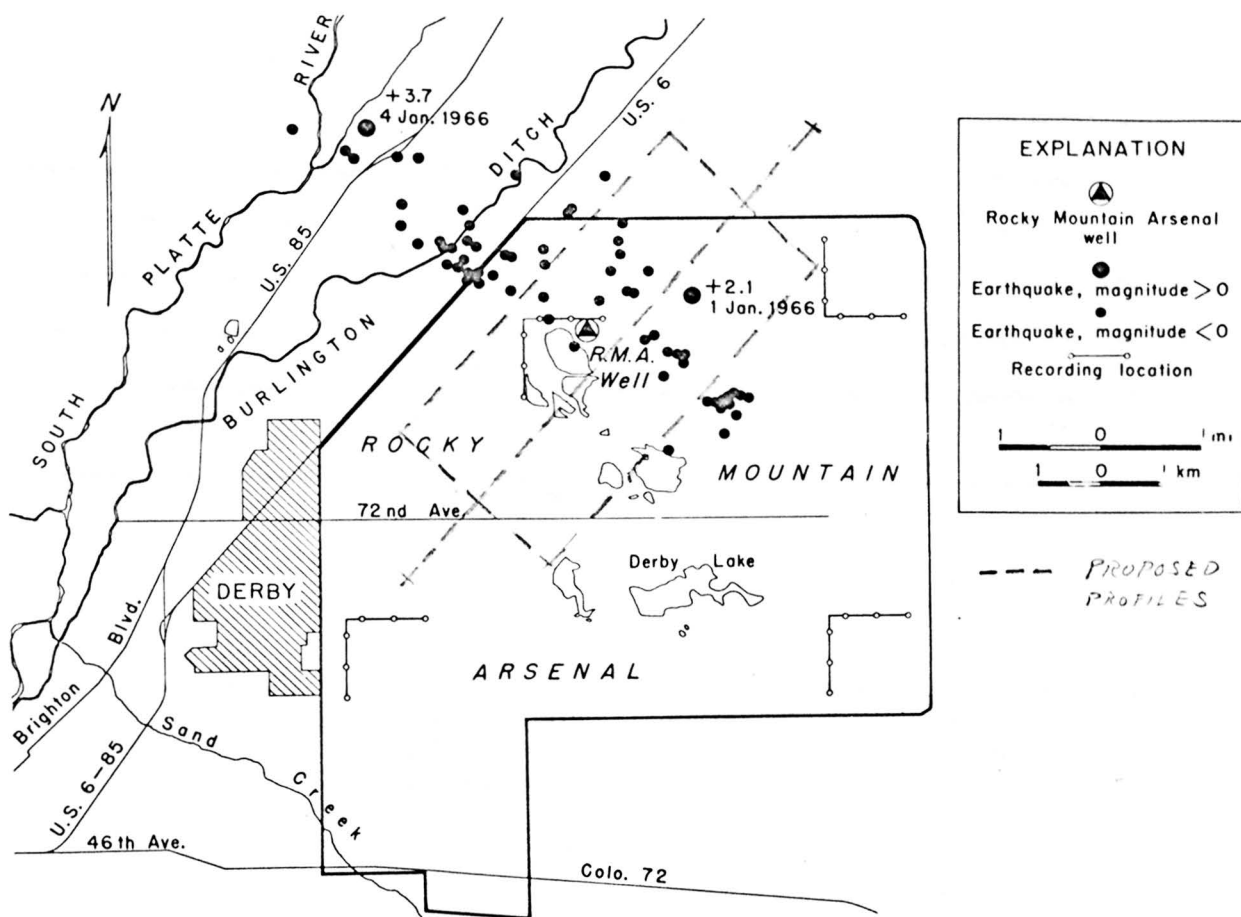 N
SOUTH PLATTE RIVER
+3.7
4 Jan. 1966
U.S. 85
BURLINGTON DITCH
U.S. 6
+2.1
1 Jan. 1966
R.M.A.
Well
ROCKY
MOUNTAIN
ARSENAL
72nd Ave.
DERBY
Derby Lake
Brighton Blvd.
U.S. 6-85
Sand Creek
46th Ave.
Colo. 72
EXPLANATION
Rocky Mountain Arsenal
well
Earthquake, magnitude >0
Earthquake, magnitude <0
Recording location
1 0 1 mi
1 0 1 km
PROPOSED
PROFILES